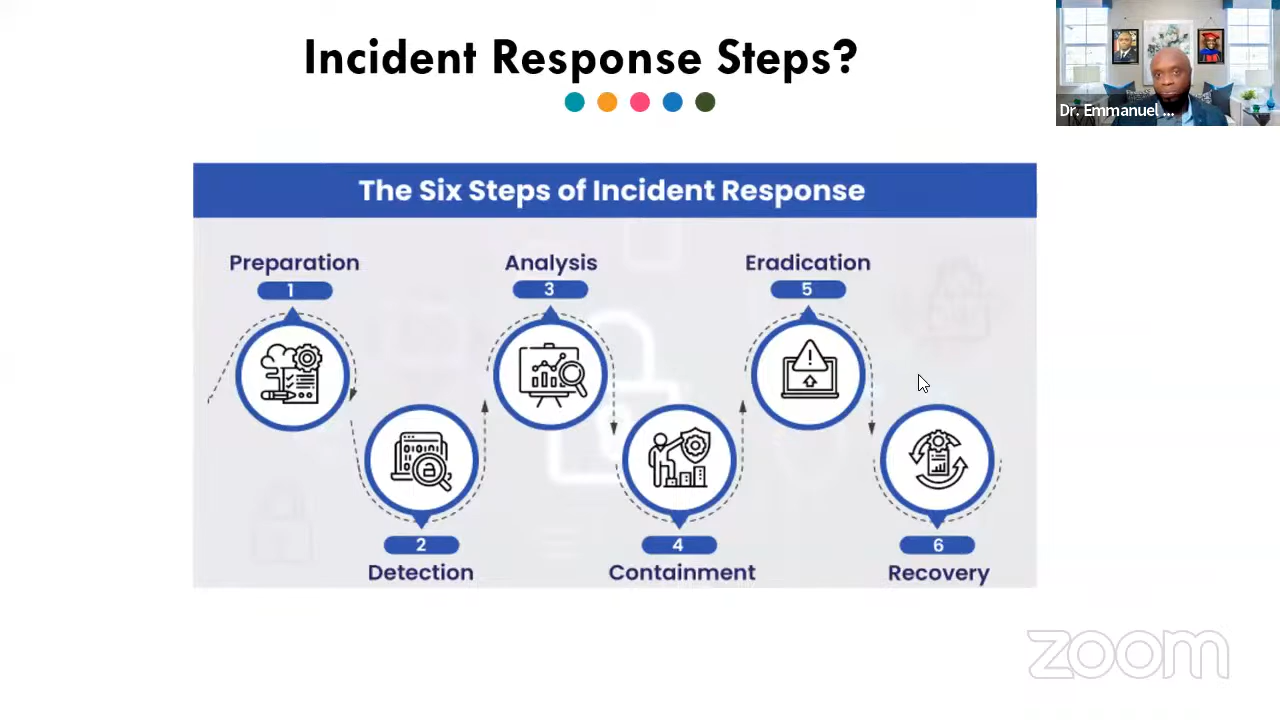 Incident Response Steps?
Dr. Emmanuel ...
The Six Steps of Incident Response
Preparation
1
Analysis
3
Eradication
5
2
Detection
4
Containment
6
Recovery
zoom